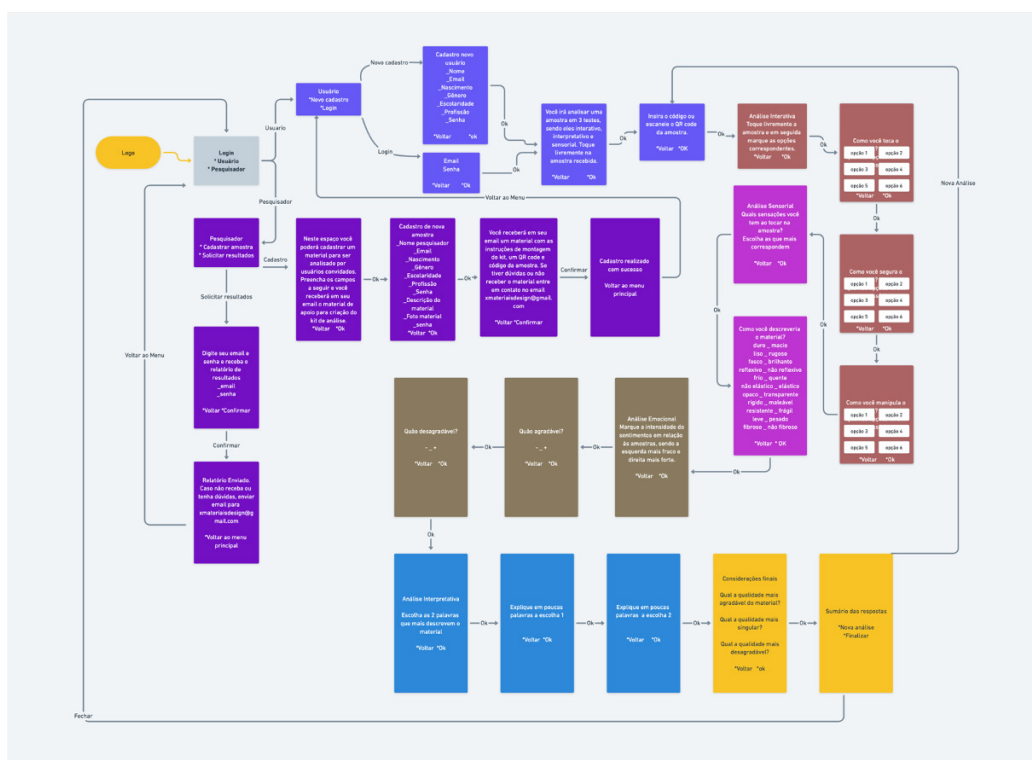 Logo
Login
* Usuário
* Pesquisador
Usuario
Pesquisador
Usuário
*Novo cadastro
*Login
Novo cadastro
Login
Cadastro novo
usuário
_Nome
_Email
_Nascimento
_Gênero
_Escolaridade
_Profissão
_Senha
*Voltar *ok
Ok
Email
Senha
*Voltar *Ok
Ok
Você irá analisar uma
amostra em 3 testes,
sendo eles interativo,
interpretativo e
sensorial. Toque
livremente na
amostra recebida.
*Voltar *Ok
Ok
Insira o código ou
escaneie o QR code
da amostra.
*Voltar *OK
Ok
Análise Interativa
Toque livremente a
amostra e em seguida
marque as opções
correspondentes.
*Voltar *Ok
Ok
Como você toca o
opção 1 opção 2
opção 3 opção 4
opção 5 opção 6
*Voltar *Ok
Ok
Como você segura o
opção 1 opção 2
opção 3 opção 4
opção 5 opção 6
*Voltar *Ok
Ok
Como você manipula o
opção 1 opção 2
opção 3 opção 4
opção 5 opção 6
*Voltar *Ok
Ok
Análise Sensorial
Quais sensações você
tem ao tocar na
amostra?
Escolha as que mais
correspondem
*Voltar *Ok
Ok
Como você descreveria
o material?
duro _ macio
liso _ rugoso
fosco _ brilhante
reflexivo _ não reflexivo
frio _ quente
não elástico _ elástico
opaco _ transparente
rígido _ maleável
resistente _ frágil
leve _ pesado
fibroso _ não fibroso
*Voltar * OK
Ok
Nova Análise
Voltar ao Menu
Pesquisador
* Cadastrar amostra
* Solicitar resultados
Cadastro
Neste espaço você
poderá cadastrar um
material para ser
analisado por
usuários convidados.
Preencha os campos
a seguir e você
receberá em seu
email o material de
apoio para criação do
kit de análise.
*Voltar *Ok
Ok
Cadastro de nova
amostra
_Nome pesquisador
_Email
_Nascimento
_Gênero
_Escolaridade
_Profissão
_Senha
_Descrição do
material
_Foto material
_senha
*Voltar *Ok
Ok
Você receberá em seu
email um material com as
instruções de montagem
do kit, um QR code e
código da amostra. Se
tiver dúvidas ou não
receber o material entre
em contato no email
xmateriaisdesign@gmail.
com
*Voltar *Confirmar
Confirmar
Cadastro realizado
com sucesso
Voltar ao menu
principal
Solicitar resultados
Digite seu email e
senha e receba o
relatório de
resultados
_email
_senha
*Voltar *Confirmar
Confirmar
Relatório Enviado.
Caso não receba ou
tenha dúvidas, enviar
email para
xmateriaisdesign@g
mail.com
*Voltar ao menu
principal
Voltar ao Menu
Análise Emocional
Marque a intensidade do
sentimento em relação
às amostras, sendo a
esquerda mais fraco e
direita mais forte.
*Voltar *Ok
Ok
Quão agradável?
- _ +
*Voltar *Ok
Ok
Quão desagradável?
- _ +
*Voltar *Ok
Ok
Análise Interpretativa
Escolha as 2 palavras
que mais descrevem o
material
*Voltar *Ok
Ok
Explique em poucas
palavras a escolha 1
*Voltar *Ok
Ok
Explique em poucas
palavras a escolha 2
*Voltar *Ok
Ok
Considerações finais
Qual a qualidade mais
agradável do material?
Qual a qualidade mais
singular?
Qual a qualidade mais
desagradável?
*Voltar *ok
Ok
Sumário das respostas
*Nova análise
*Finalizar
Fechar